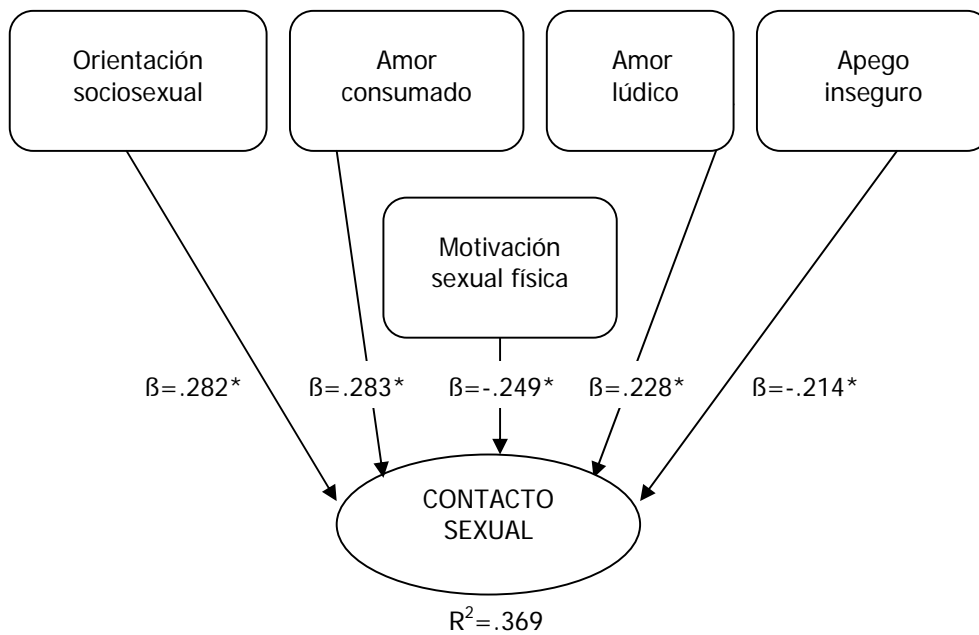 Orientación
sociosexual
Amor
consumado
Amor
lúdico
Apego
inseguro
Motivación
sexual física
ß=.282*
ß=.283*
ß=-.249*
ß=.228*
ß=-.214*
CONTACTO
SEXUAL
R²=.369